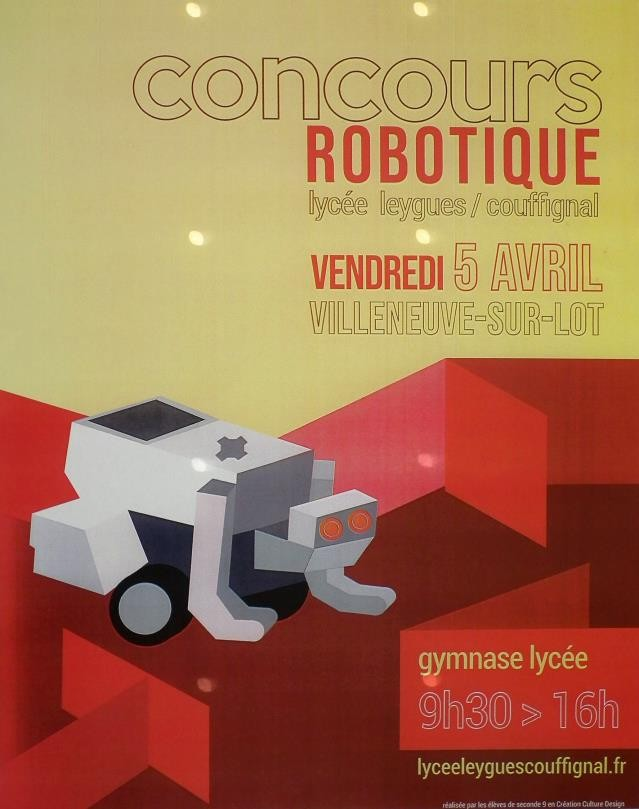 concours
ROBOTIQUE
lycée leygues / couffignal
VENDREDI 5 AVRIL
VILLENEUVE-SUR-LOT
gymnase lycée
9h30 > 16h
lyceeleyguescouffignal.fr
réalisée par les élèves de seconde 9 en Création Culture Design